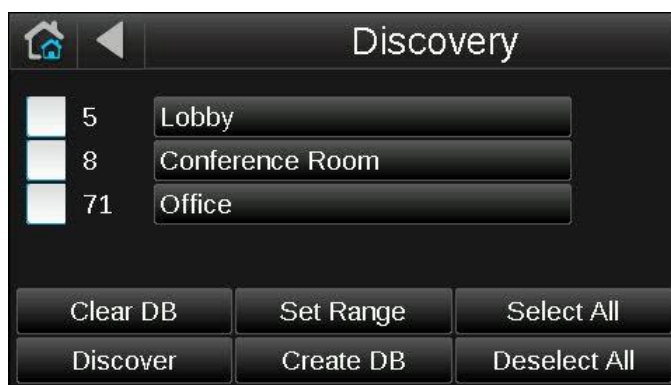 Discovery
5 Lobby
8 Conference Room
71 Office
Clear DB Set Range Select All
Discover Create DB Deselect All